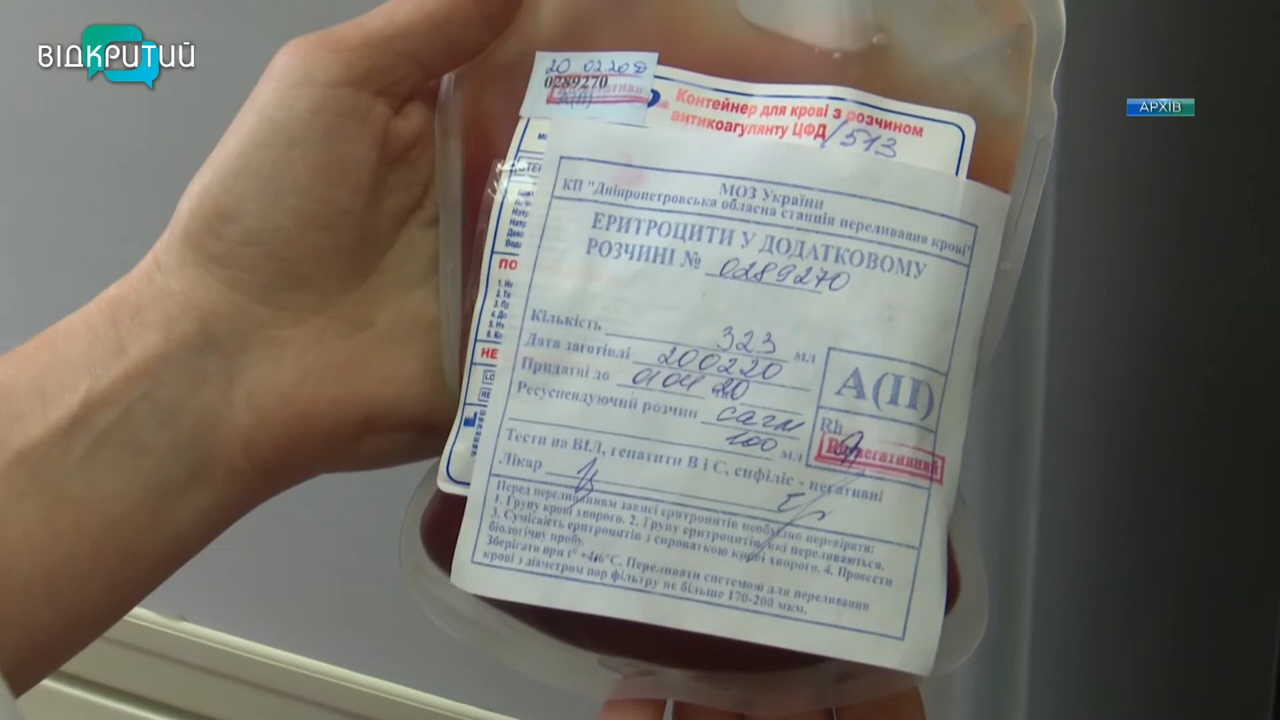 ВІДКРИТИЙ
АРХІВ
20 02.20
0289270
A(II)
Контейнер для крові з розчином
антикоагулянту ЦФД /513
МОЗ України
КП "Дніпропетровська обласна станція переливання крові"
ЕРИТРОЦИТИ У ДОДАТКОВОМУ
РОЗЧИНІ № 0289270
Кількість 323 мл
Дата заготівлі 200220
Придатні до 010420
Ресуспендуючий розчин сагм
100 мл
A(II)
Rh
Rh негативний
Тести на ВІЛ, гепатити В і С, сифіліс - негативні
Лікар
Перед переливанням зависі еритроцитів необхідно перевірити:
1. Групу крові хворого. 2. Групу еритроцитів, які переливаються.
3. Сумісність еритроцитів з сироваткою крові хворого. 4. Провести
біологічну пробу.
Зберігати при t° +4-6°С. Переливати системою для переливання
крові з діаметром пор фільтру не більше 170-200 мкм.
ПО
НЕ